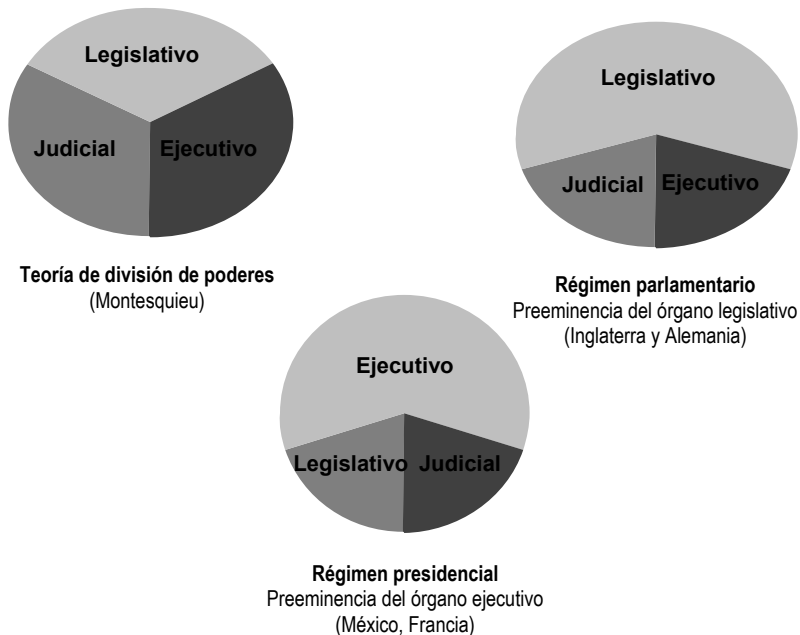 Legislativo
Judicial
Ejecutivo
Teoría de división de poderes
(Montesquieu)
Legislativo
Judicial
Ejecutivo
Régimen parlamentario
Preeminencia del órgano legislativo
(Inglaterra y Alemania)
Ejecutivo
Legislativo
Judicial
Régimen presidencial
Preeminencia del órgano ejecutivo
(México, Francia)